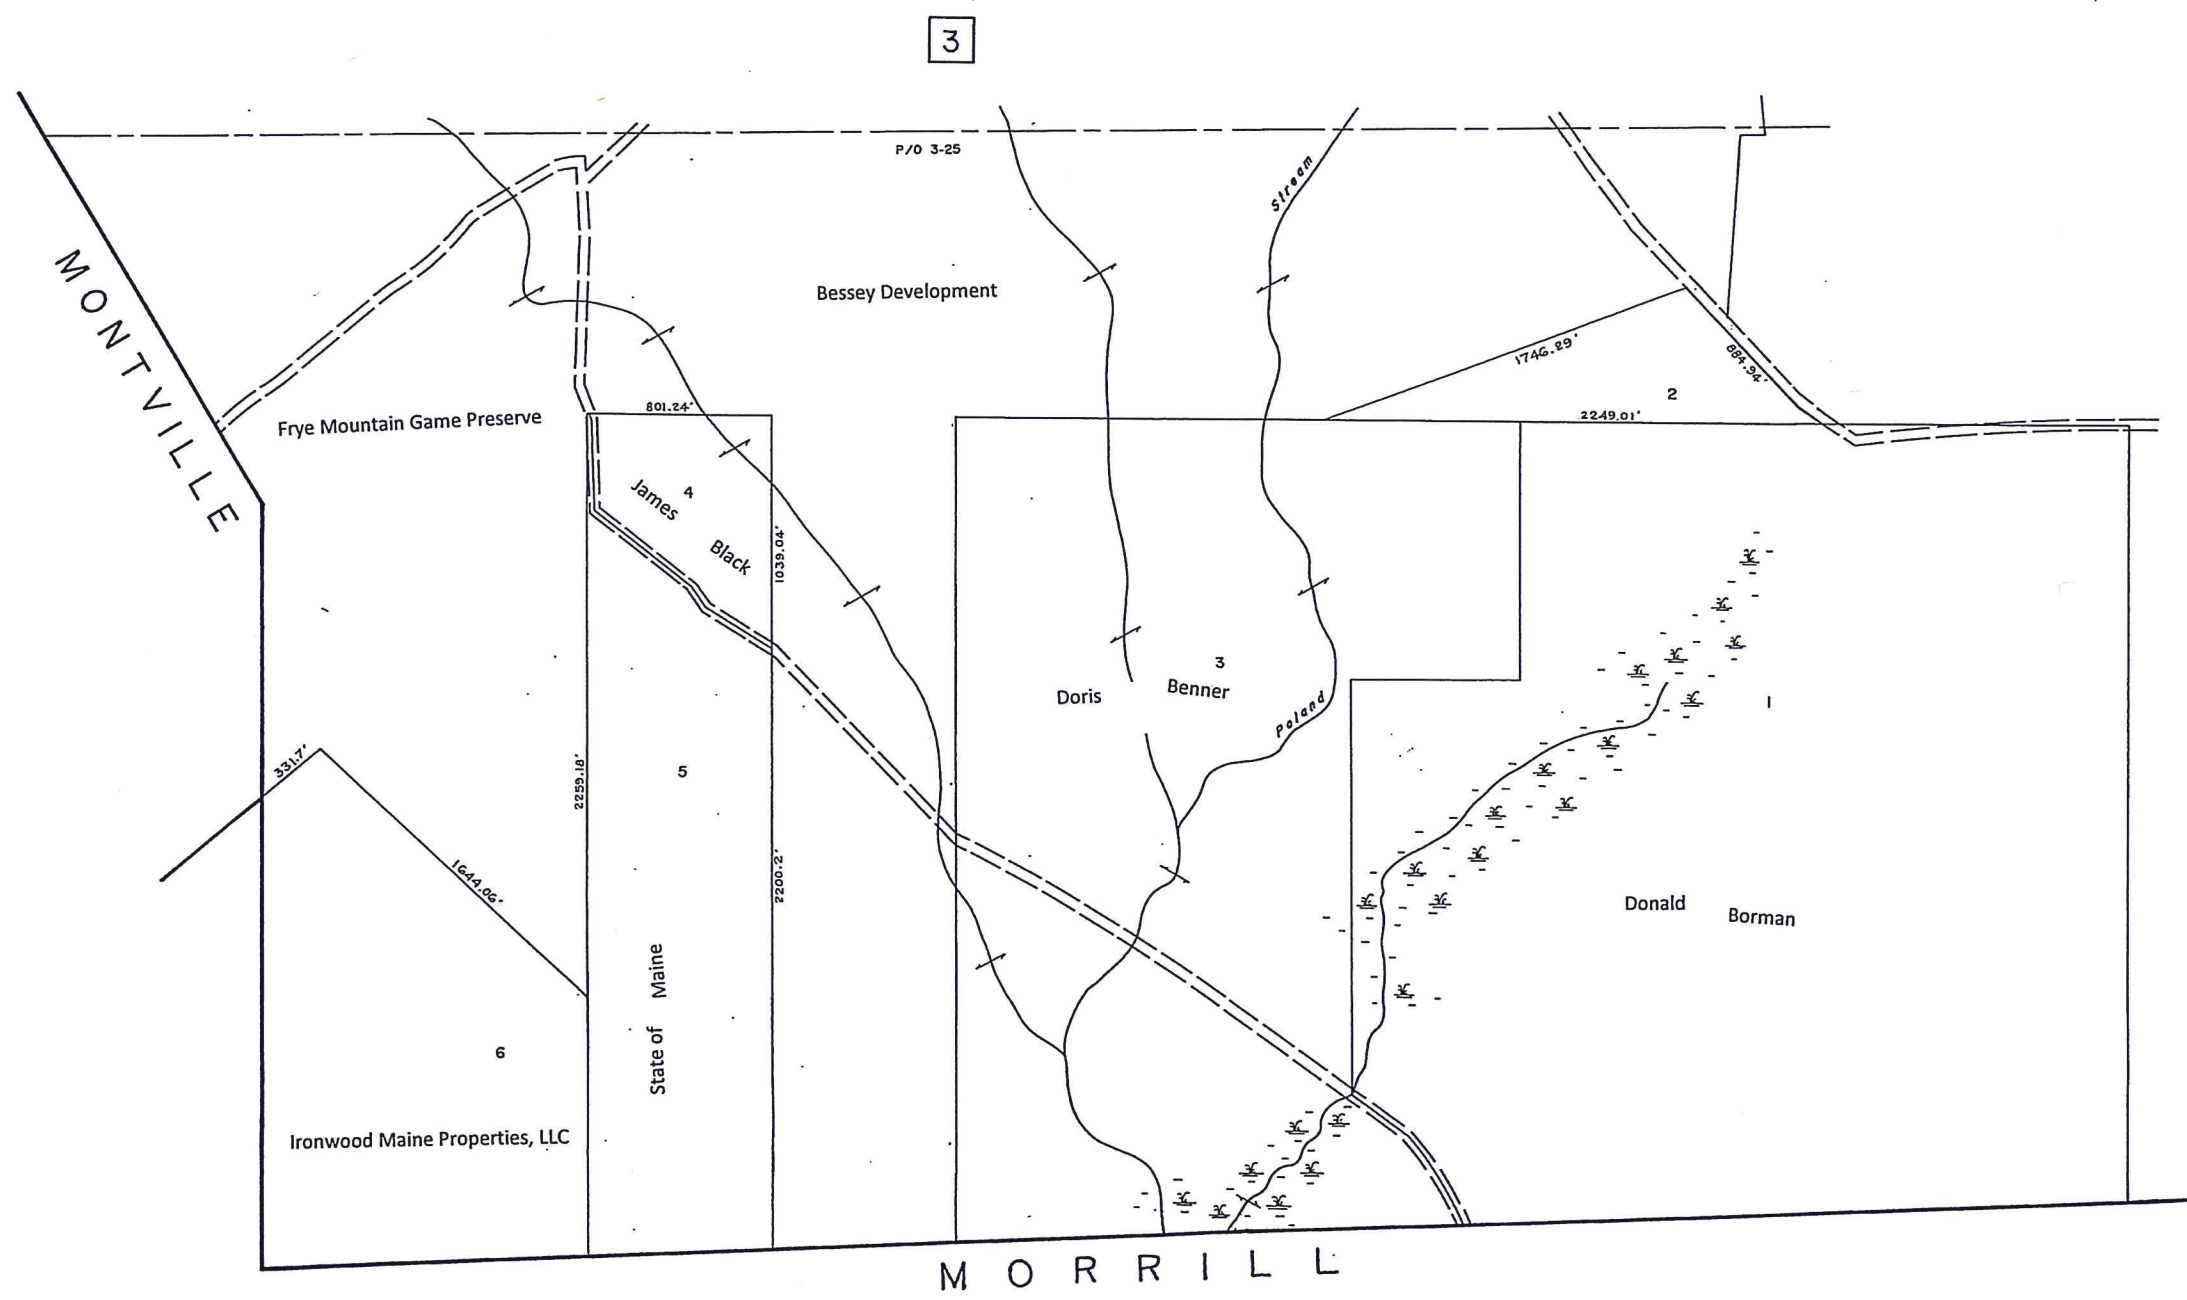 3
P/O 3-25
Stream
MONTVILLE
Bessey Development
1746.29'
884.94'
2
801.24'
2249.01'
Frye Mountain Game Preserve
4
James
Black
1039.04'
3
Doris Benner
Poland
1
331.7'
2259.18'
5
1644.06'
2200.2'
Donald Borman
State of Maine
6
Ironwood Maine Properties, LLC
MORRILL